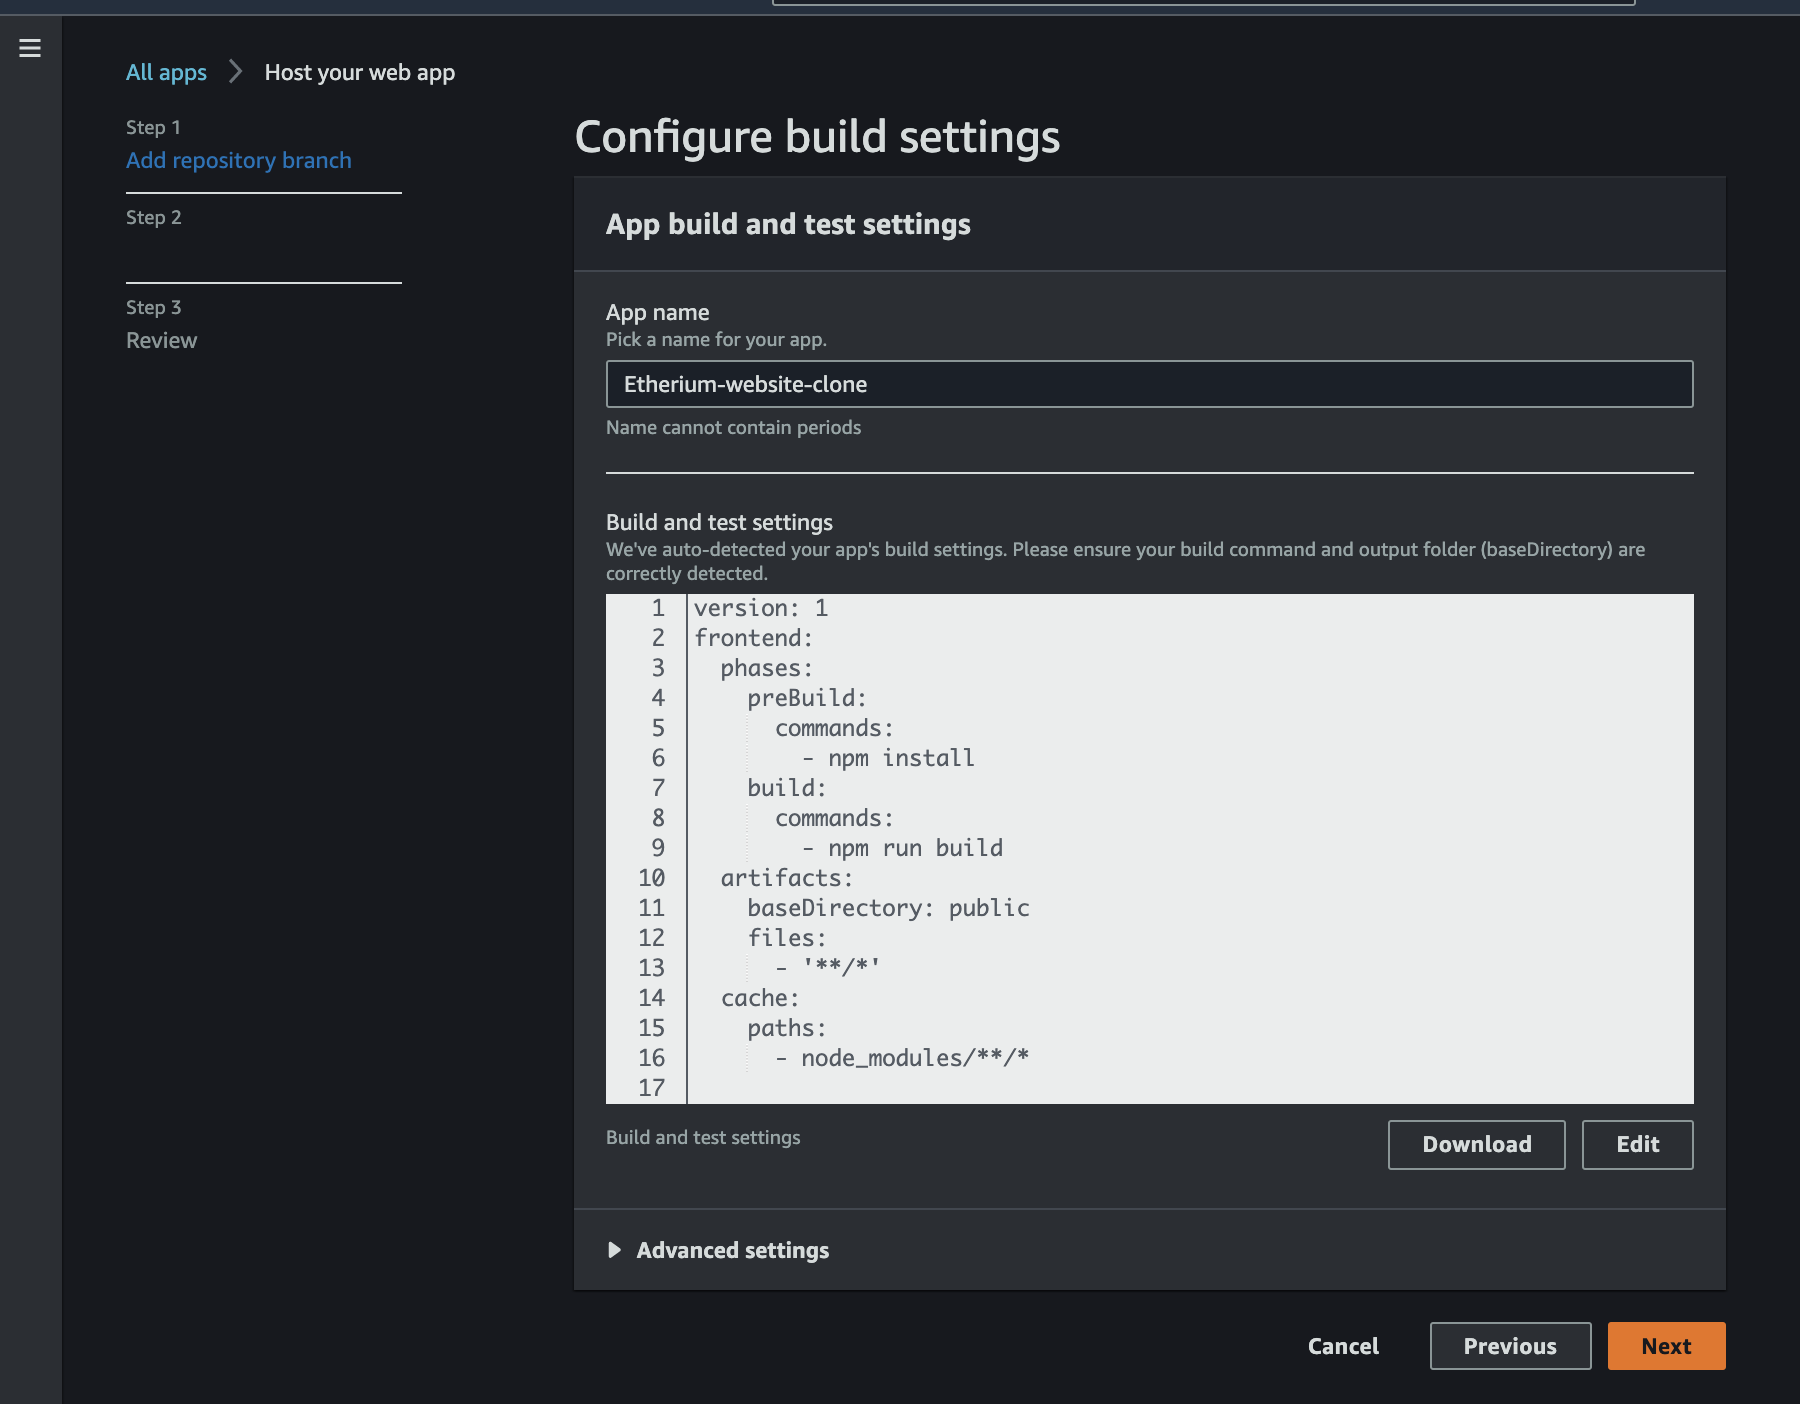 All apps > Host your web app
Step 1
Add repository branch
Step 2
Step 3
Review
Configure build settings
App build and test settings
App name
Pick a name for your app.
Etherium-website-clone
Name cannot contain periods
Build and test settings
We've auto-detected your app's build settings. Please ensure your build command and output folder (baseDirectory) are
correctly detected.
1 version: 1
2 frontend:
3   phases:
4     preBuild:
5       commands:
6         - npm install
7     build:
8       commands:
9         - npm run build
10   artifacts:
11     baseDirectory: public
12     files:
13       - '**/*'
14   cache:
15     paths:
16       - node_modules/**/*
17
Build and test settings
Download Edit
Advanced settings
Cancel Previous Next